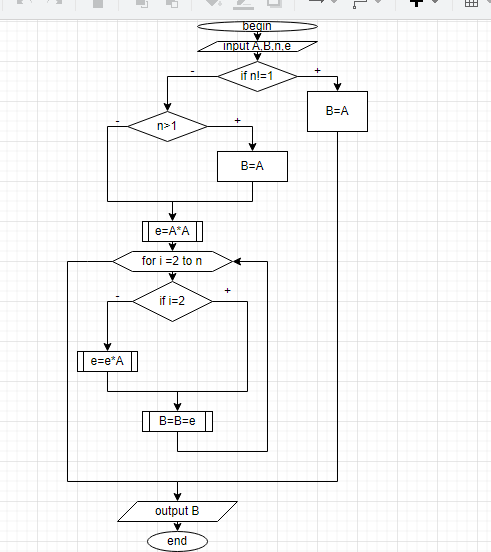 begin
input A,B,n,e
if n!=1
-
+
B=A
n>1
-
+
B=A
e=A*A
for i =2 to n
if i=2
-
+
e=e*A
B=B=e
output B
end